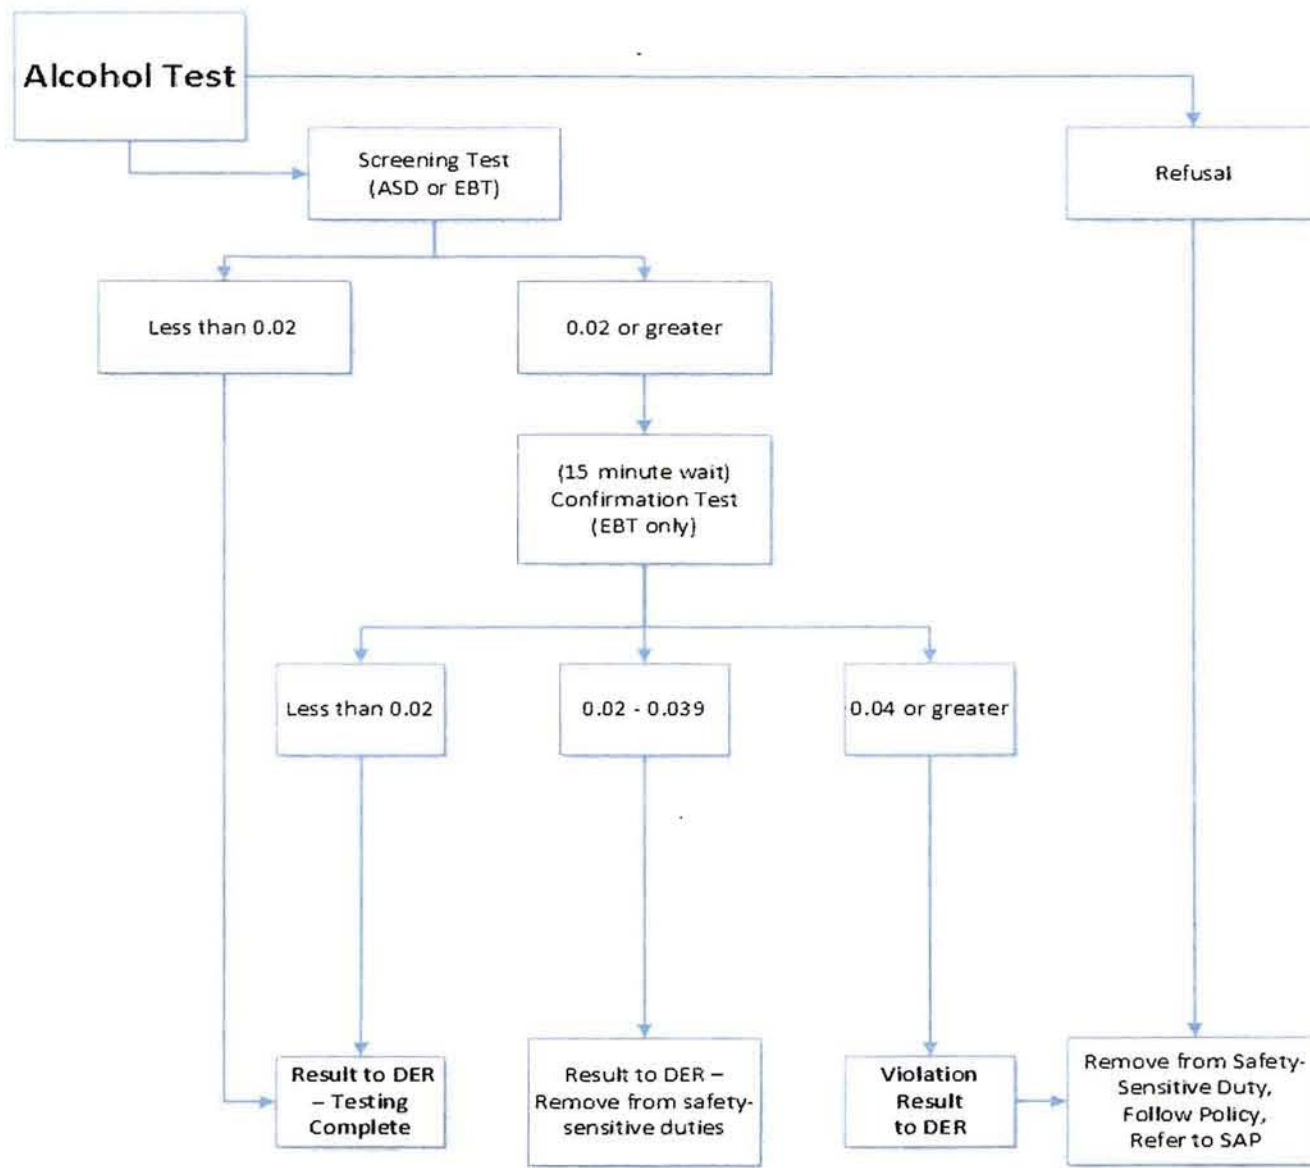 Alcohol Test
Screening Test
(ASD or EBT)
Refusal
Less than 0.02
0.02 or greater
(15 minute wait)
Confirmation Test
(EBT only)
Less than 0.02
0.02 - 0.039
0.04 or greater
Result to DER
– Testing
Complete
Result to DER –
Remove from safety-
sensitive duties
Violation
Result
to DER
Remove from Safety-
Sensitive Duty,
Follow Policy,
Refer to SAP